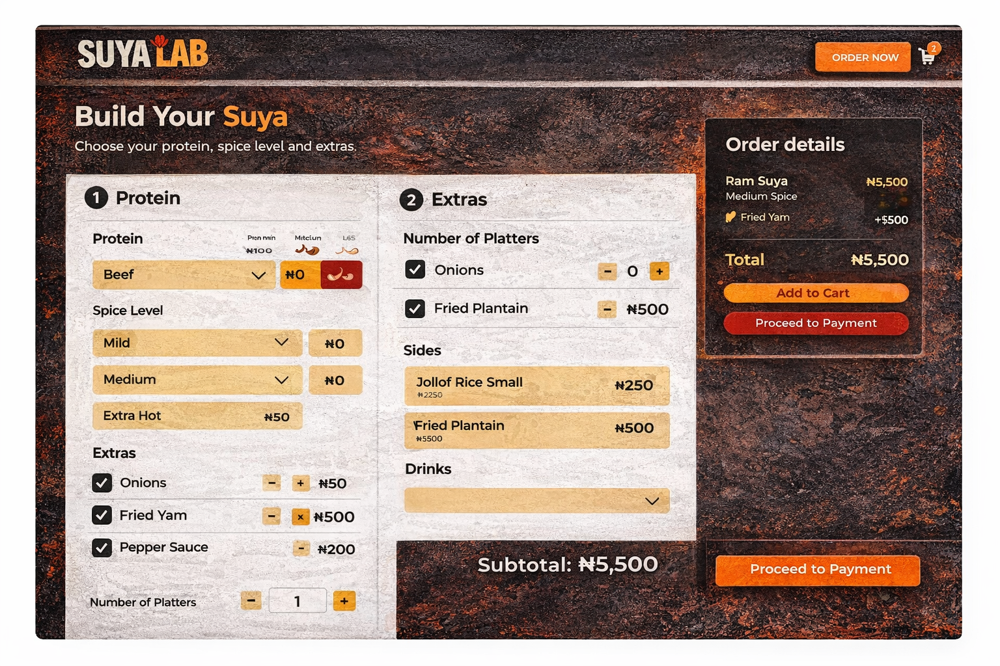 SUYA LAB
ORDER NOW
2
Build Your Suya
Choose your protein, spice level and extras.
1 Protein
Protein
₦100
L6S
Beef
₦0
Spice Level
Mild
₦0
Medium
₦0
Extra Hot ₦50
Extras
Onions - + ₦50
Fried Yam - × ₦500
Pepper Sauce - ₦200
Number of Platters - 1 +
2 Extras
Number of Platters
Onions - 0 +
Fried Plantain - ₦500
Sides
Jollof Rice Small ₦250
₦2250
Fried Plantain ₦500
₦5500
Drinks
Subtotal: ₦5,500
Order details
Ram Suya ₦5,500
Medium Spice
Fried Yam +$500
Total ₦5,500
Add to Cart
Proceed to Payment
Proceed to Payment